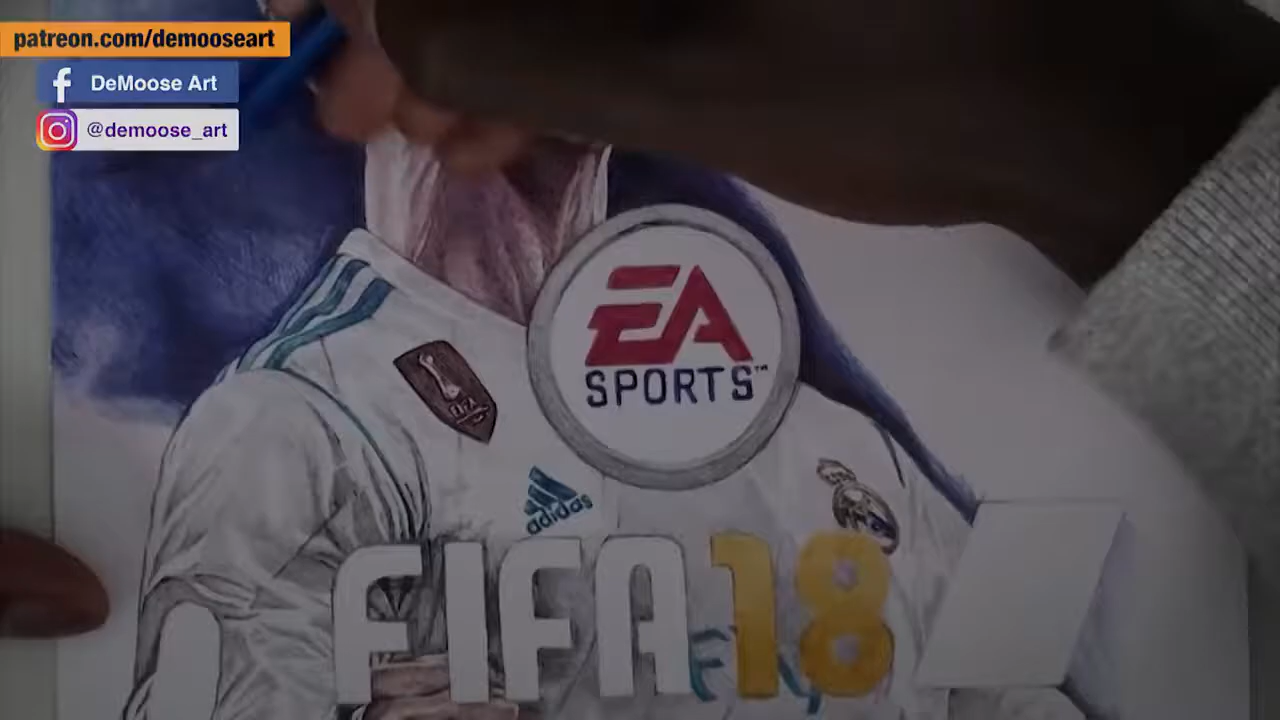 patreon.com/demooseart
DeMoose Art
@demoose_art
EA
SPORTS™
adidas
FIFA18